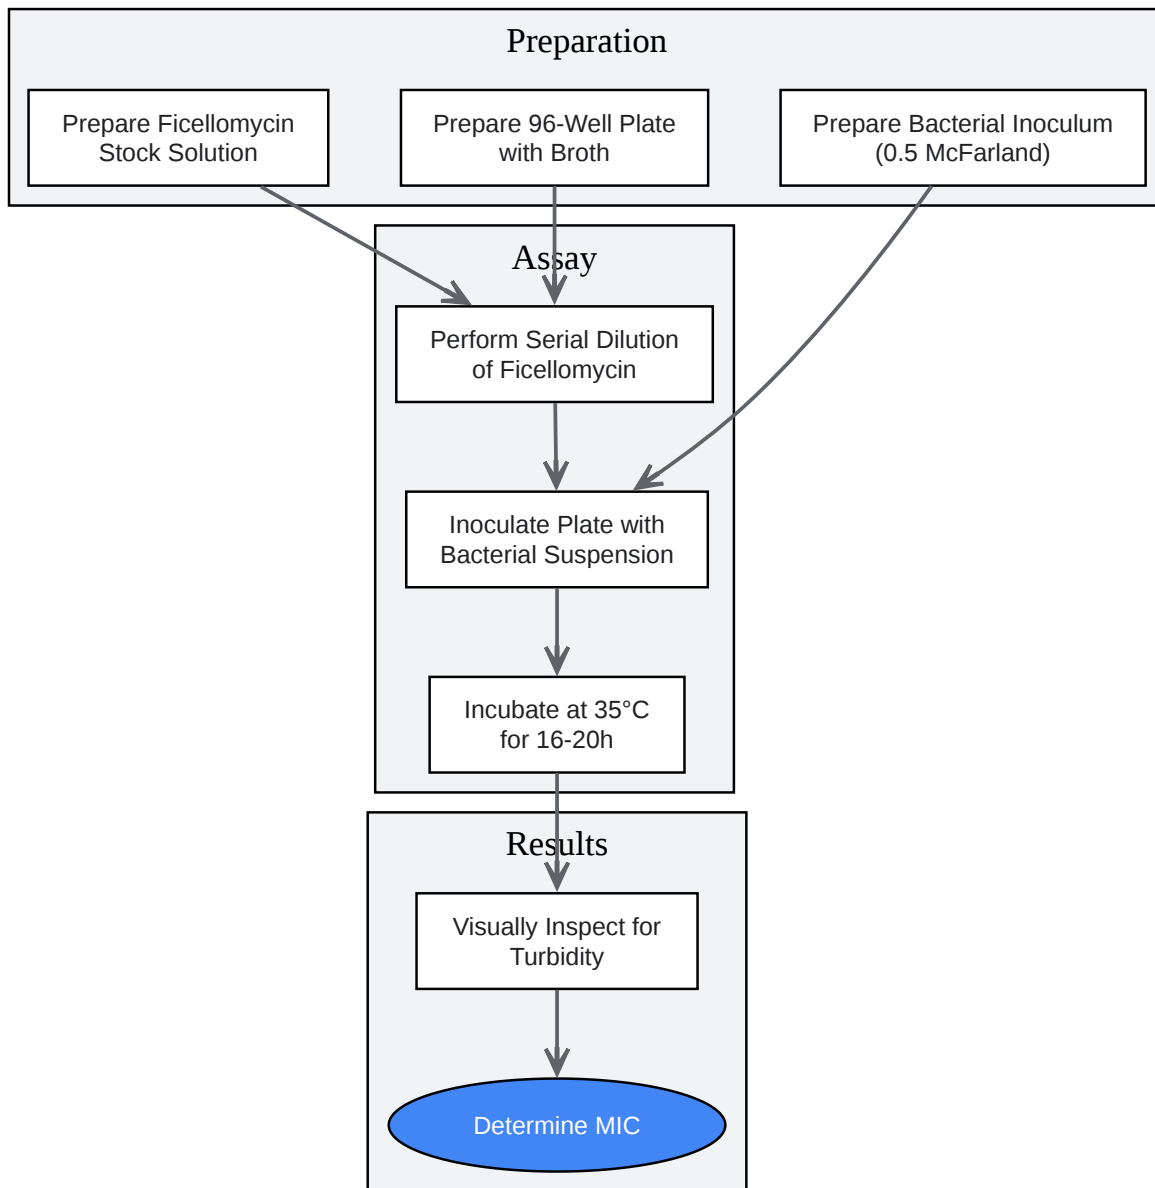 Preparation
Prepare Ficellomycin
Stock Solution
Prepare 96-Well Plate
with Broth
Prepare Bacterial Inoculum
(0.5 McFarland)
Assay
Perform Serial Dilution
of Ficellomycin
Inoculate Plate with
Bacterial Suspension
Incubate at 35°C
for 16-20h
Results
Visually Inspect for
Turbidity
Determine MIC